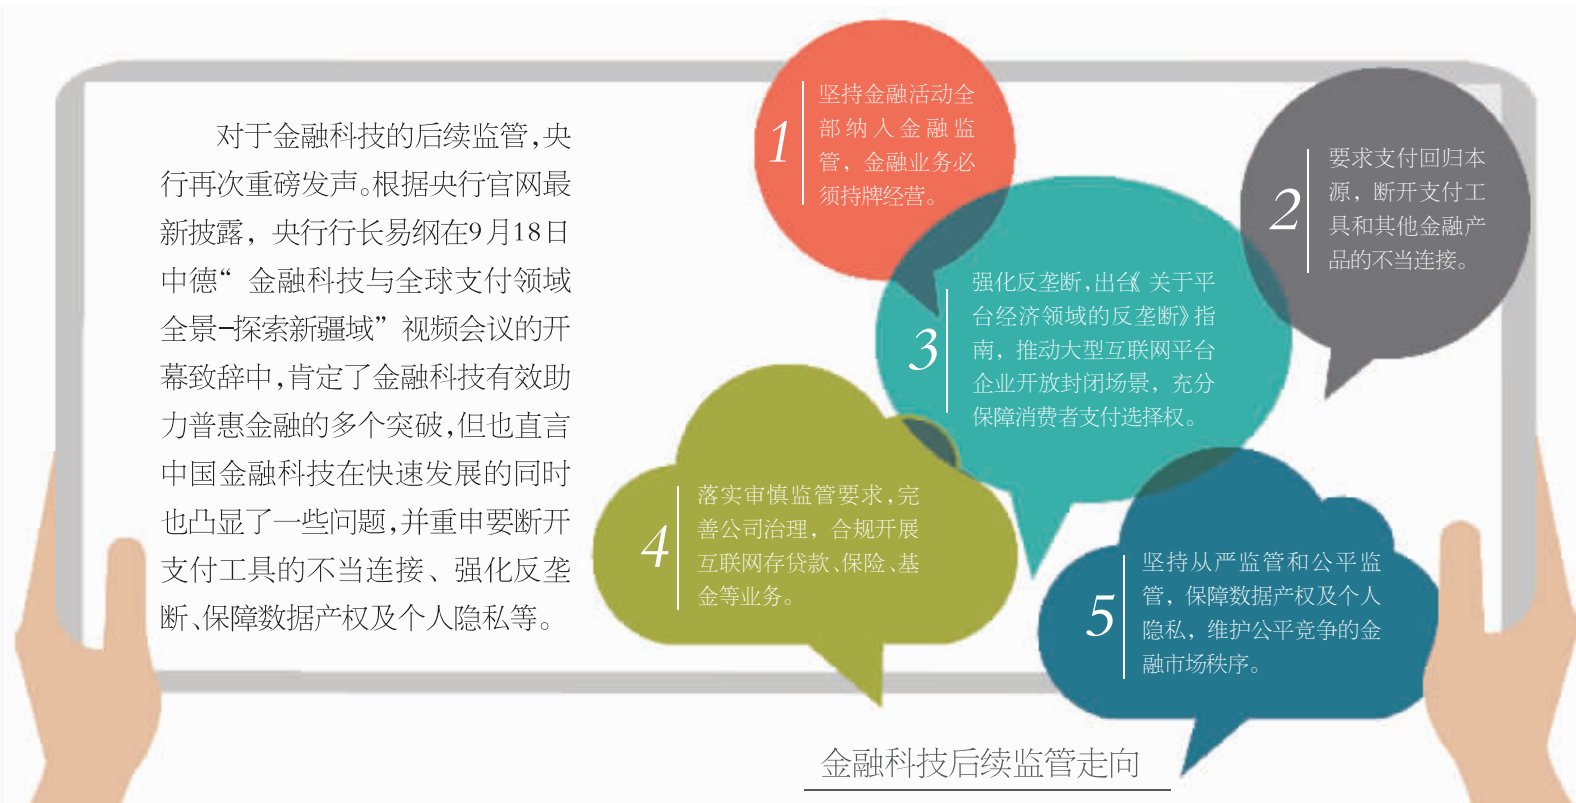 对于金融科技的后续监管，央
行再次重磅发声。根据央行官网最
新披露，央行行长易纲在9月18日
中德“金融科技与全球支付领域
全景—探索新疆域”视频会议的开
幕致辞中，肯定了金融科技有效助
力普惠金融的多个突破，但也直言
中国金融科技在快速发展的同时
也凸显了一些问题，并重申要断开
支付工具的不当连接、强化反垄
断、保障数据产权及个人隐私等。
1
坚持金融活动全
部纳入金融监
管，金融业务必
须持牌经营。
2
要求支付回归本
源，断开支付工
具和其他金融产
品的不当连接。
3
强化反垄断，出台《关于平
台经济领域的反垄断》指
南，推动大型互联网平台
企业开放封闭场景，充分
保障消费者支付选择权。
4
落实审慎监管要求，完
善公司治理，合规开展
互联网存贷款、保险、基
金等业务。
5
坚持从严监管和公平监
管，保障数据产权及个人
隐私，维护公平竞争的金
融市场秩序。
金融科技后续监管走向